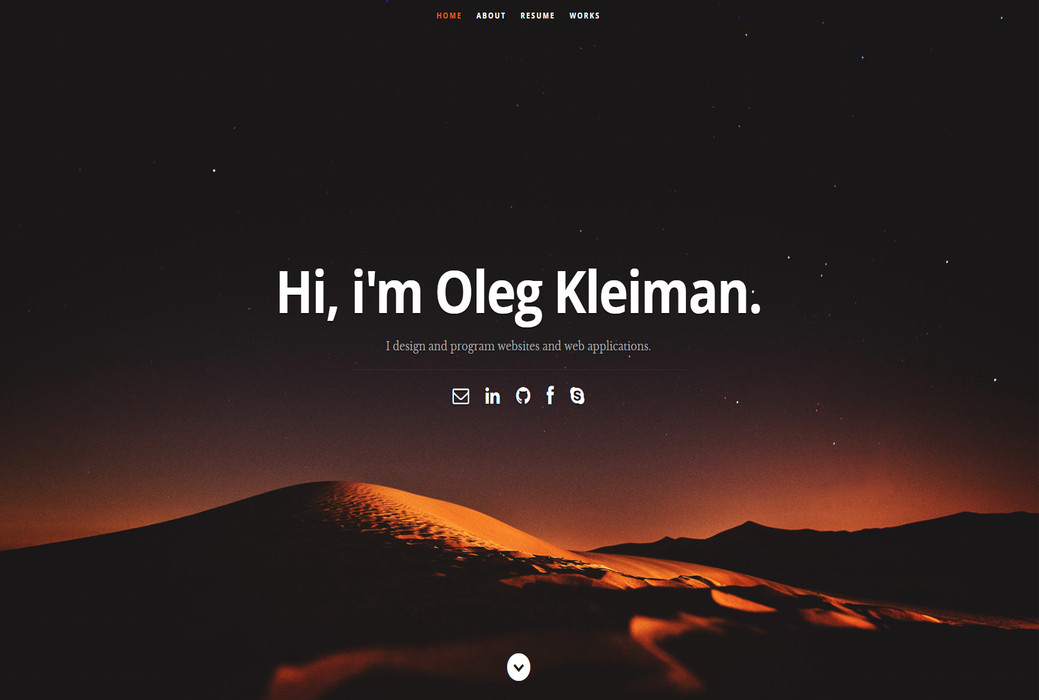 HOME ABOUT RESUME WORKS
Hi, i'm Oleg Kleiman.
I design and program websites and web applications.